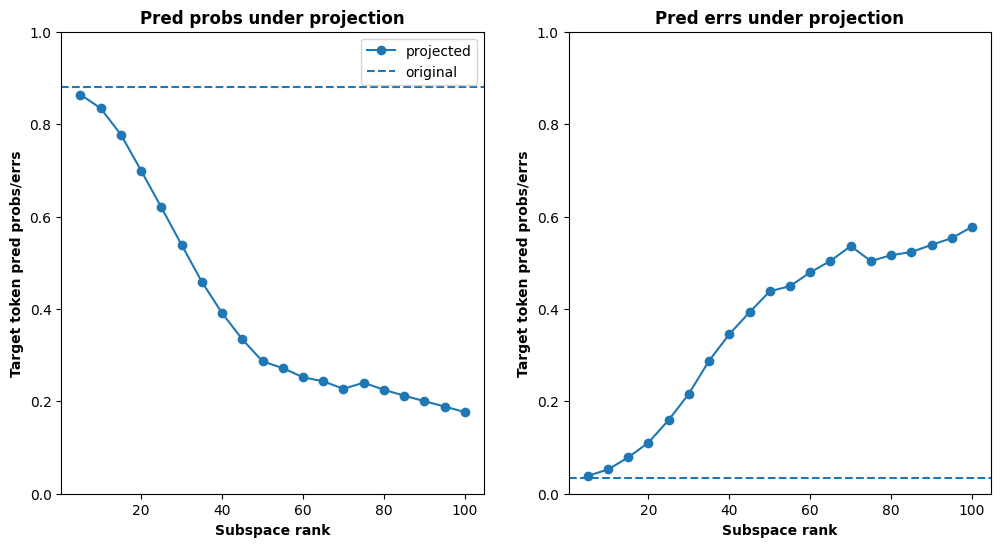 Pred probs under projection
Target token pred probs/errs
1.0
0.8
0.6
0.4
0.2
0.0
projected
original
20 40 60 80 100
Subspace rank
Pred errs under projection
Target token pred probs/errs
1.0
0.8
0.6
0.4
0.2
0.0
20 40 60 80 100
Subspace rank